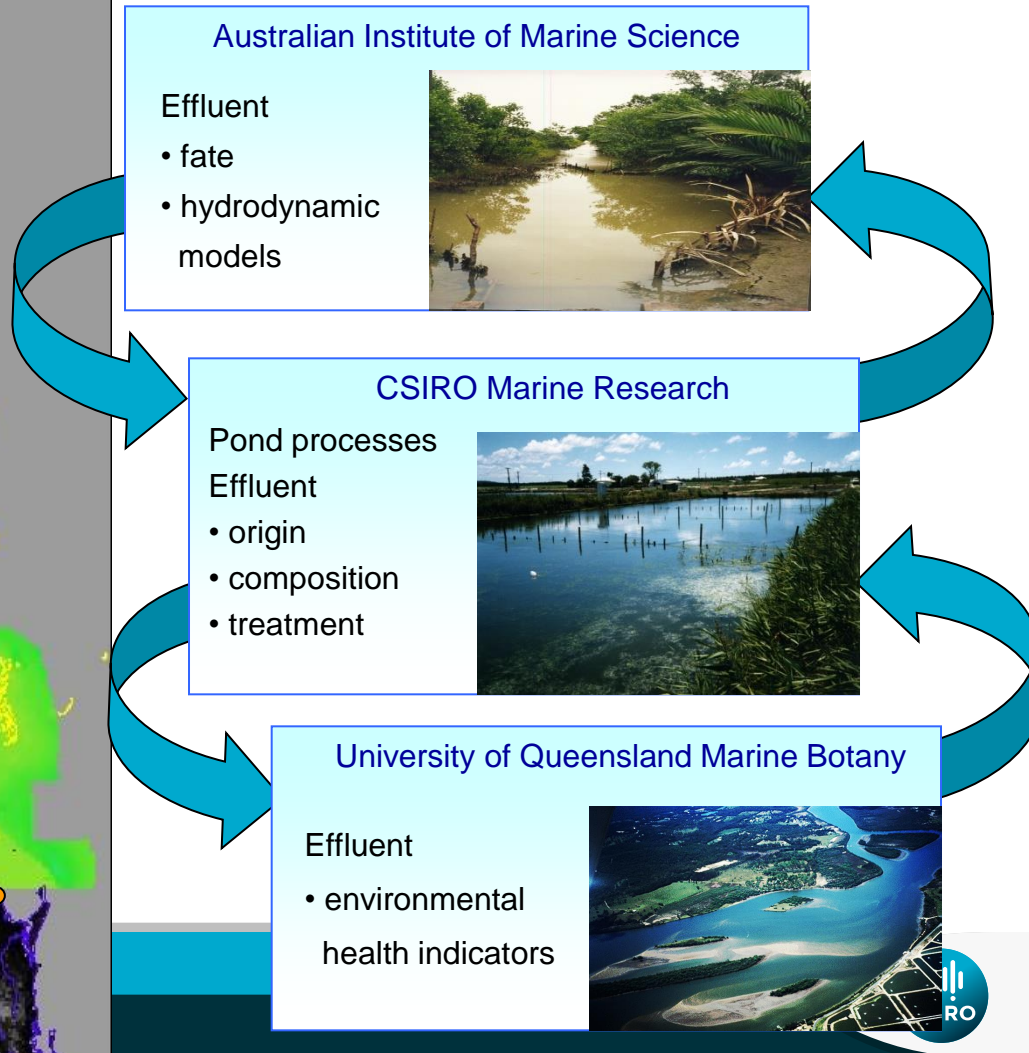 Australian Institute of Marine Science
Effluent
• fate
• hydrodynamic
models
CSIRO Marine Research
Pond processes
Effluent
• origin
• composition
• treatment
University of Queensland Marine Botany
Effluent
• environmental
health indicators
RO